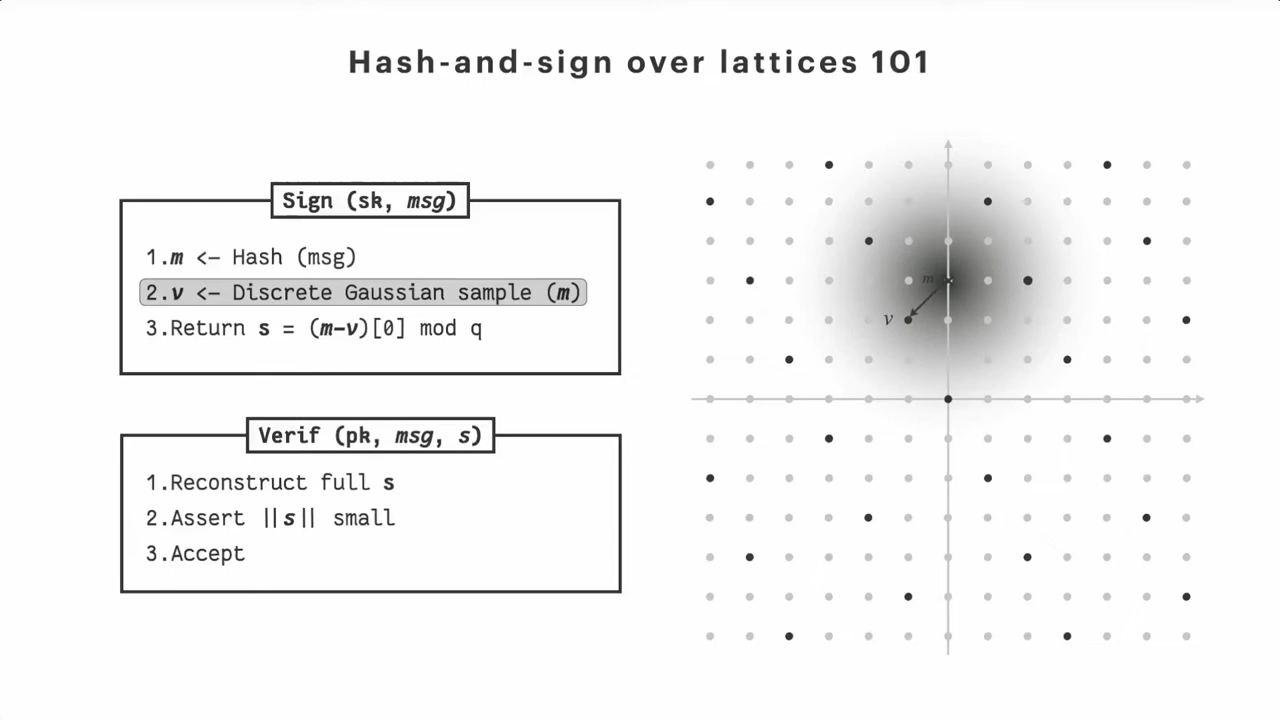 Hash-and-sign over lattices 101
Sign (sk, msg)
1.m <- Hash (msg)
2.v <- Discrete Gaussian sample (m)
3.Return s = (m-v)[0] mod q
Verif (pk, msg, s)
1.Reconstruct full s
2.Assert ||s|| small
3.Accept
m
v